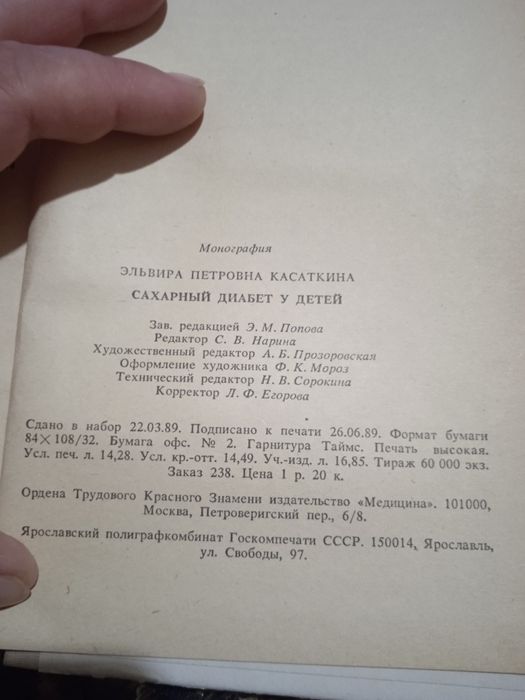 Монография
ЭЛЬВИРА ПЕТРОВНА КАСАТКИНА
САХАРНЫЙ ДИАБЕТ У ДЕТЕЙ
Зав. редакцией Э. М. Попова
Редактор С. В. Нарина
Художественный редактор А. Б. Прозоровская
Оформление художника Ф. К. Мороз
Технический редактор Н. В. Сорокина
Корректор Л. Ф. Егорова
Сдано в набор 22.03.89. Подписано к печати 26.06.89. Формат бумаги
84×108/32. Бумага офс. № 2. Гарнитура Таймс. Печать высокая.
Усл. печ. л. 14,28. Усл. кр.-отт. 14,49. Уч.-изд. л. 16,85. Тираж 60 000 экз.
Заказ 238. Цена 1 р. 20 к.
Ордена Трудового Красного Знамени издательство «Медицина». 101000,
Москва, Петроверигский пер., 6/8.
Ярославский полиграфкомбинат Госкомпечати СССР. 150014, Ярославль,
ул. Свободы, 97.